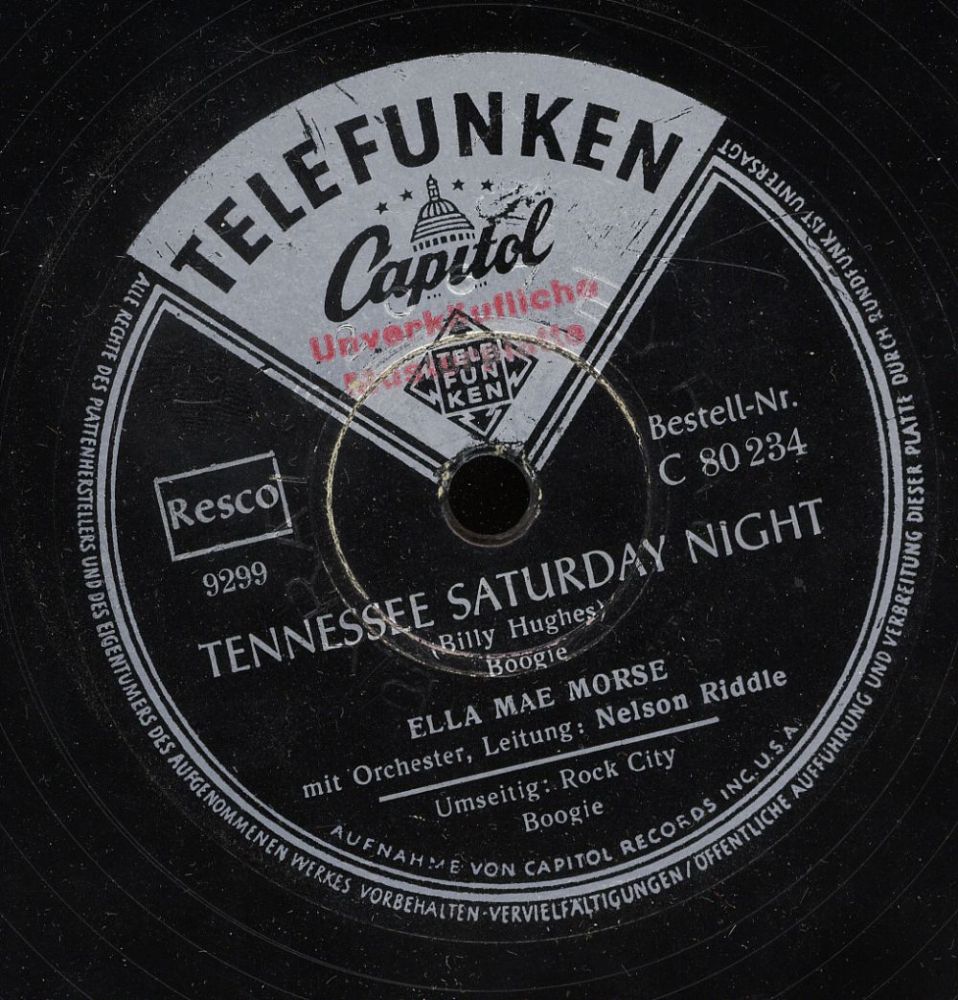 TELEFUNKEN
Capitol
Unverkäufliche
TELE
FUN
KEN
Bestell-Nr.
C 80 234
Resco
9299
TENNESSEE SATURDAY NIGHT
(Billy Hughes)
Boogie
ELLA MAE MORSE
mit Orchester, Leitung: Nelson Riddle
Umseitig: Rock City
Boogie
AUFNAHME VON CAPITOL RECORDS INC. U.S.A.
ALLE RECHTE DES PLATTENHERSTELLERS UND DES EIGENTUMERS DES AUFGENOMMENEN WERKES VORBEHALTEN-VERVIELFÄLTIGUNGEN/ÖFFENTLICHE AUFFÜHRUNG UND VERBREITUNG DIESER PLATTE DURCH RUNDFUNK IST UNTERSAGT